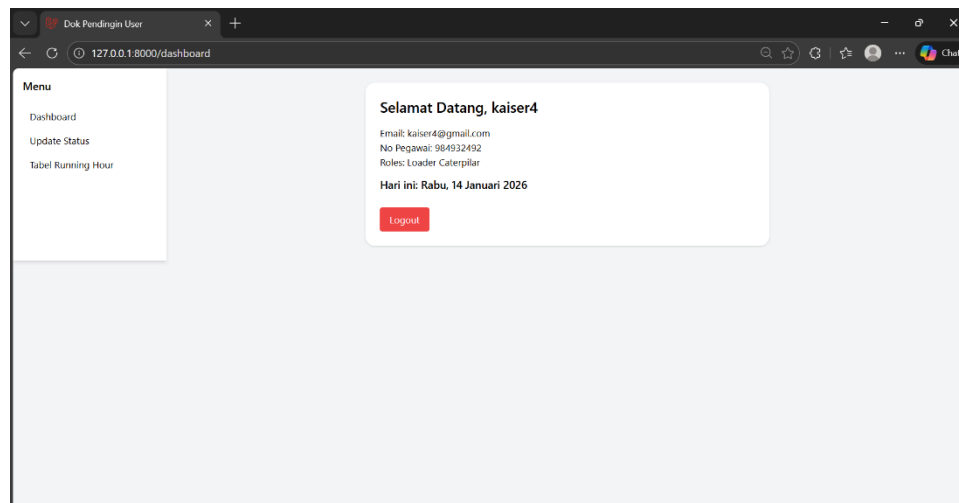 Dok Pendingin User
127.0.0.1:8000/dashboard
Chat
Menu
Dashboard
Update Status
Tabel Running Hour
Selamat Datang, kaiser4
Email: kaiser4@gmail.com
No Pegawai: 984932492
Roles: Loader Caterpilar
Hari ini: Rabu, 14 Januari 2026
Logout